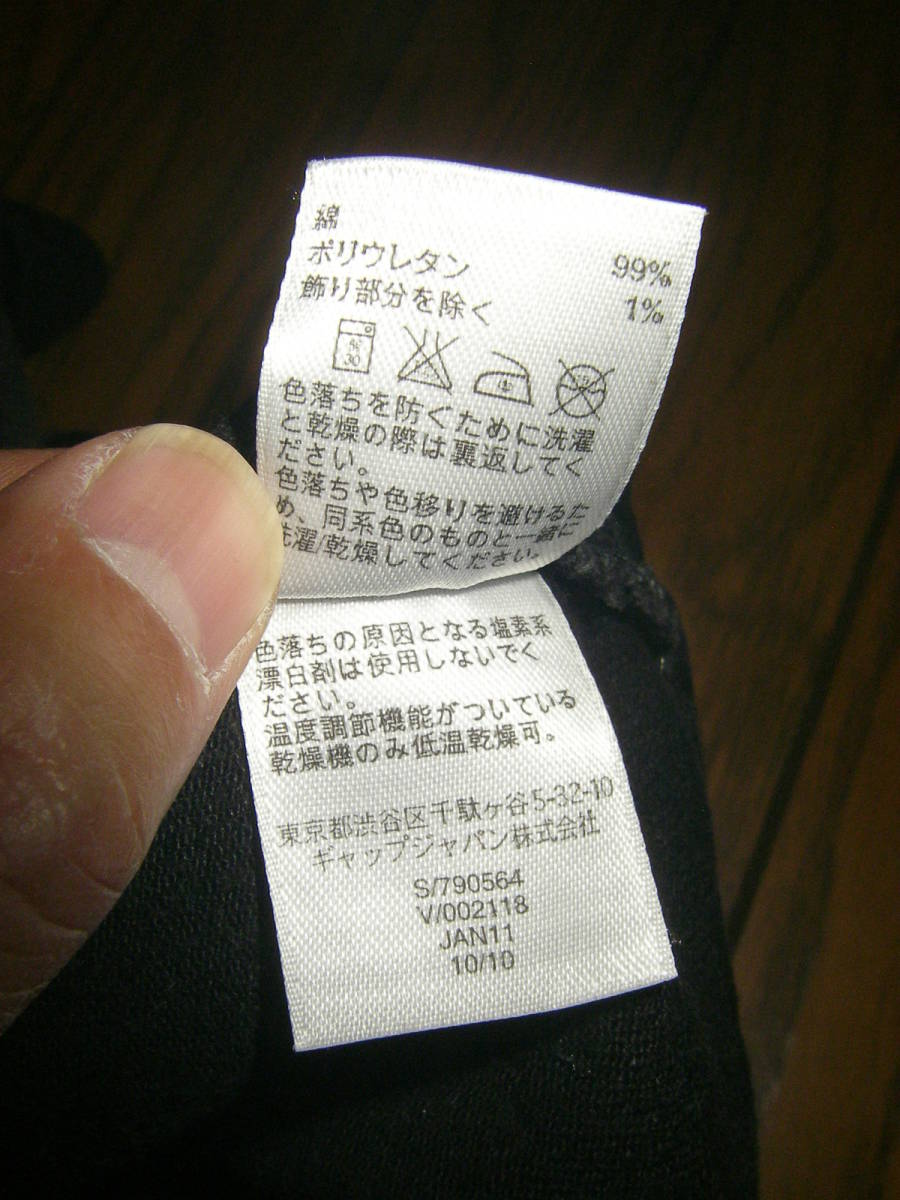 綿 99%
ポリウレタン 1%
飾り部分を除く
30
色落ちを防ぐために洗濯
と乾燥の際は裏返してく
ださい。
色落ちや色移りを避けるた
め、同系色のものと一緒に
洗濯/乾燥してください。
色落ちの原因となる塩素系
漂白剤は使用しないでく
ださい。
温度調節機能がついている
乾燥機のみ低温乾燥可。
東京都渋谷区千駄ヶ谷5-32-10
ギャップジャパン株式会社
S/790564
V/002118
JAN11
10/10